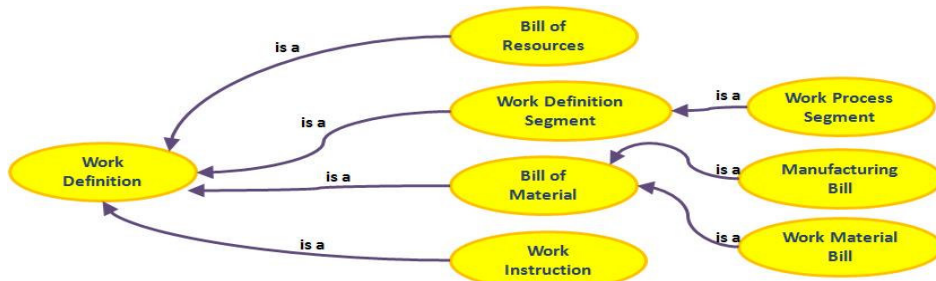 Bill of
Resources
is a
Work Definition
Segment
is a
Work Process
Segment
is a
Work
Definition
is a
Bill of
Material
is a
Manufacturing
Bill
is a
Work Material
Bill
is a
Work
Instruction